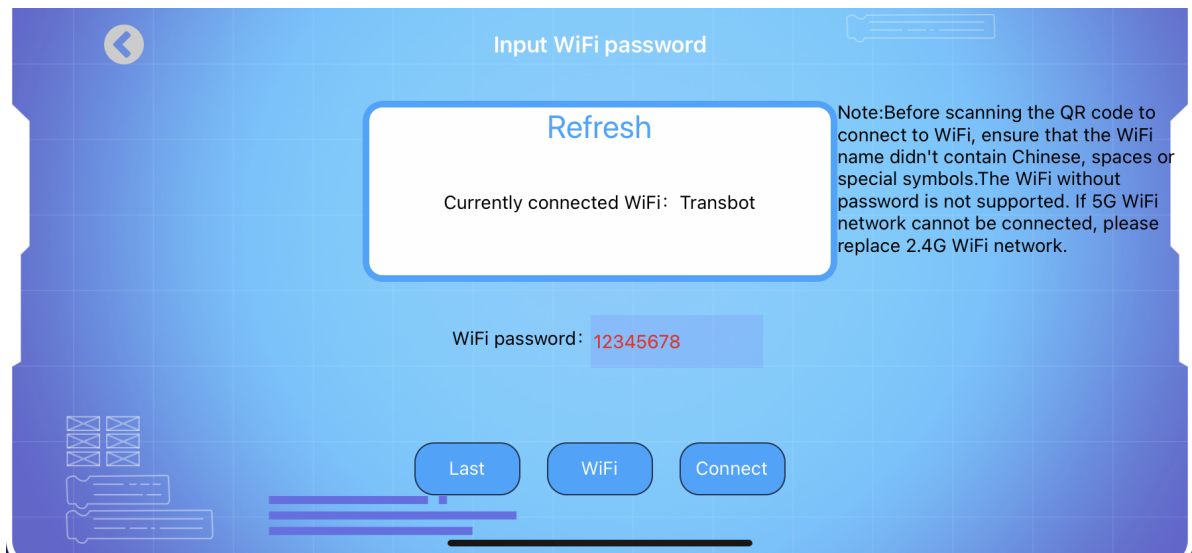 Input WiFi password
Refresh
Currently connected WiFi：Transbot
Note:Before scanning the QR code to
connect to WiFi, ensure that the WiFi
name didn't contain Chinese, spaces or
special symbols.The WiFi without
password is not supported. If 5G WiFi
network cannot be connected, please
replace 2.4G WiFi network.
WiFi password：12345678
Last
WiFi
Connect